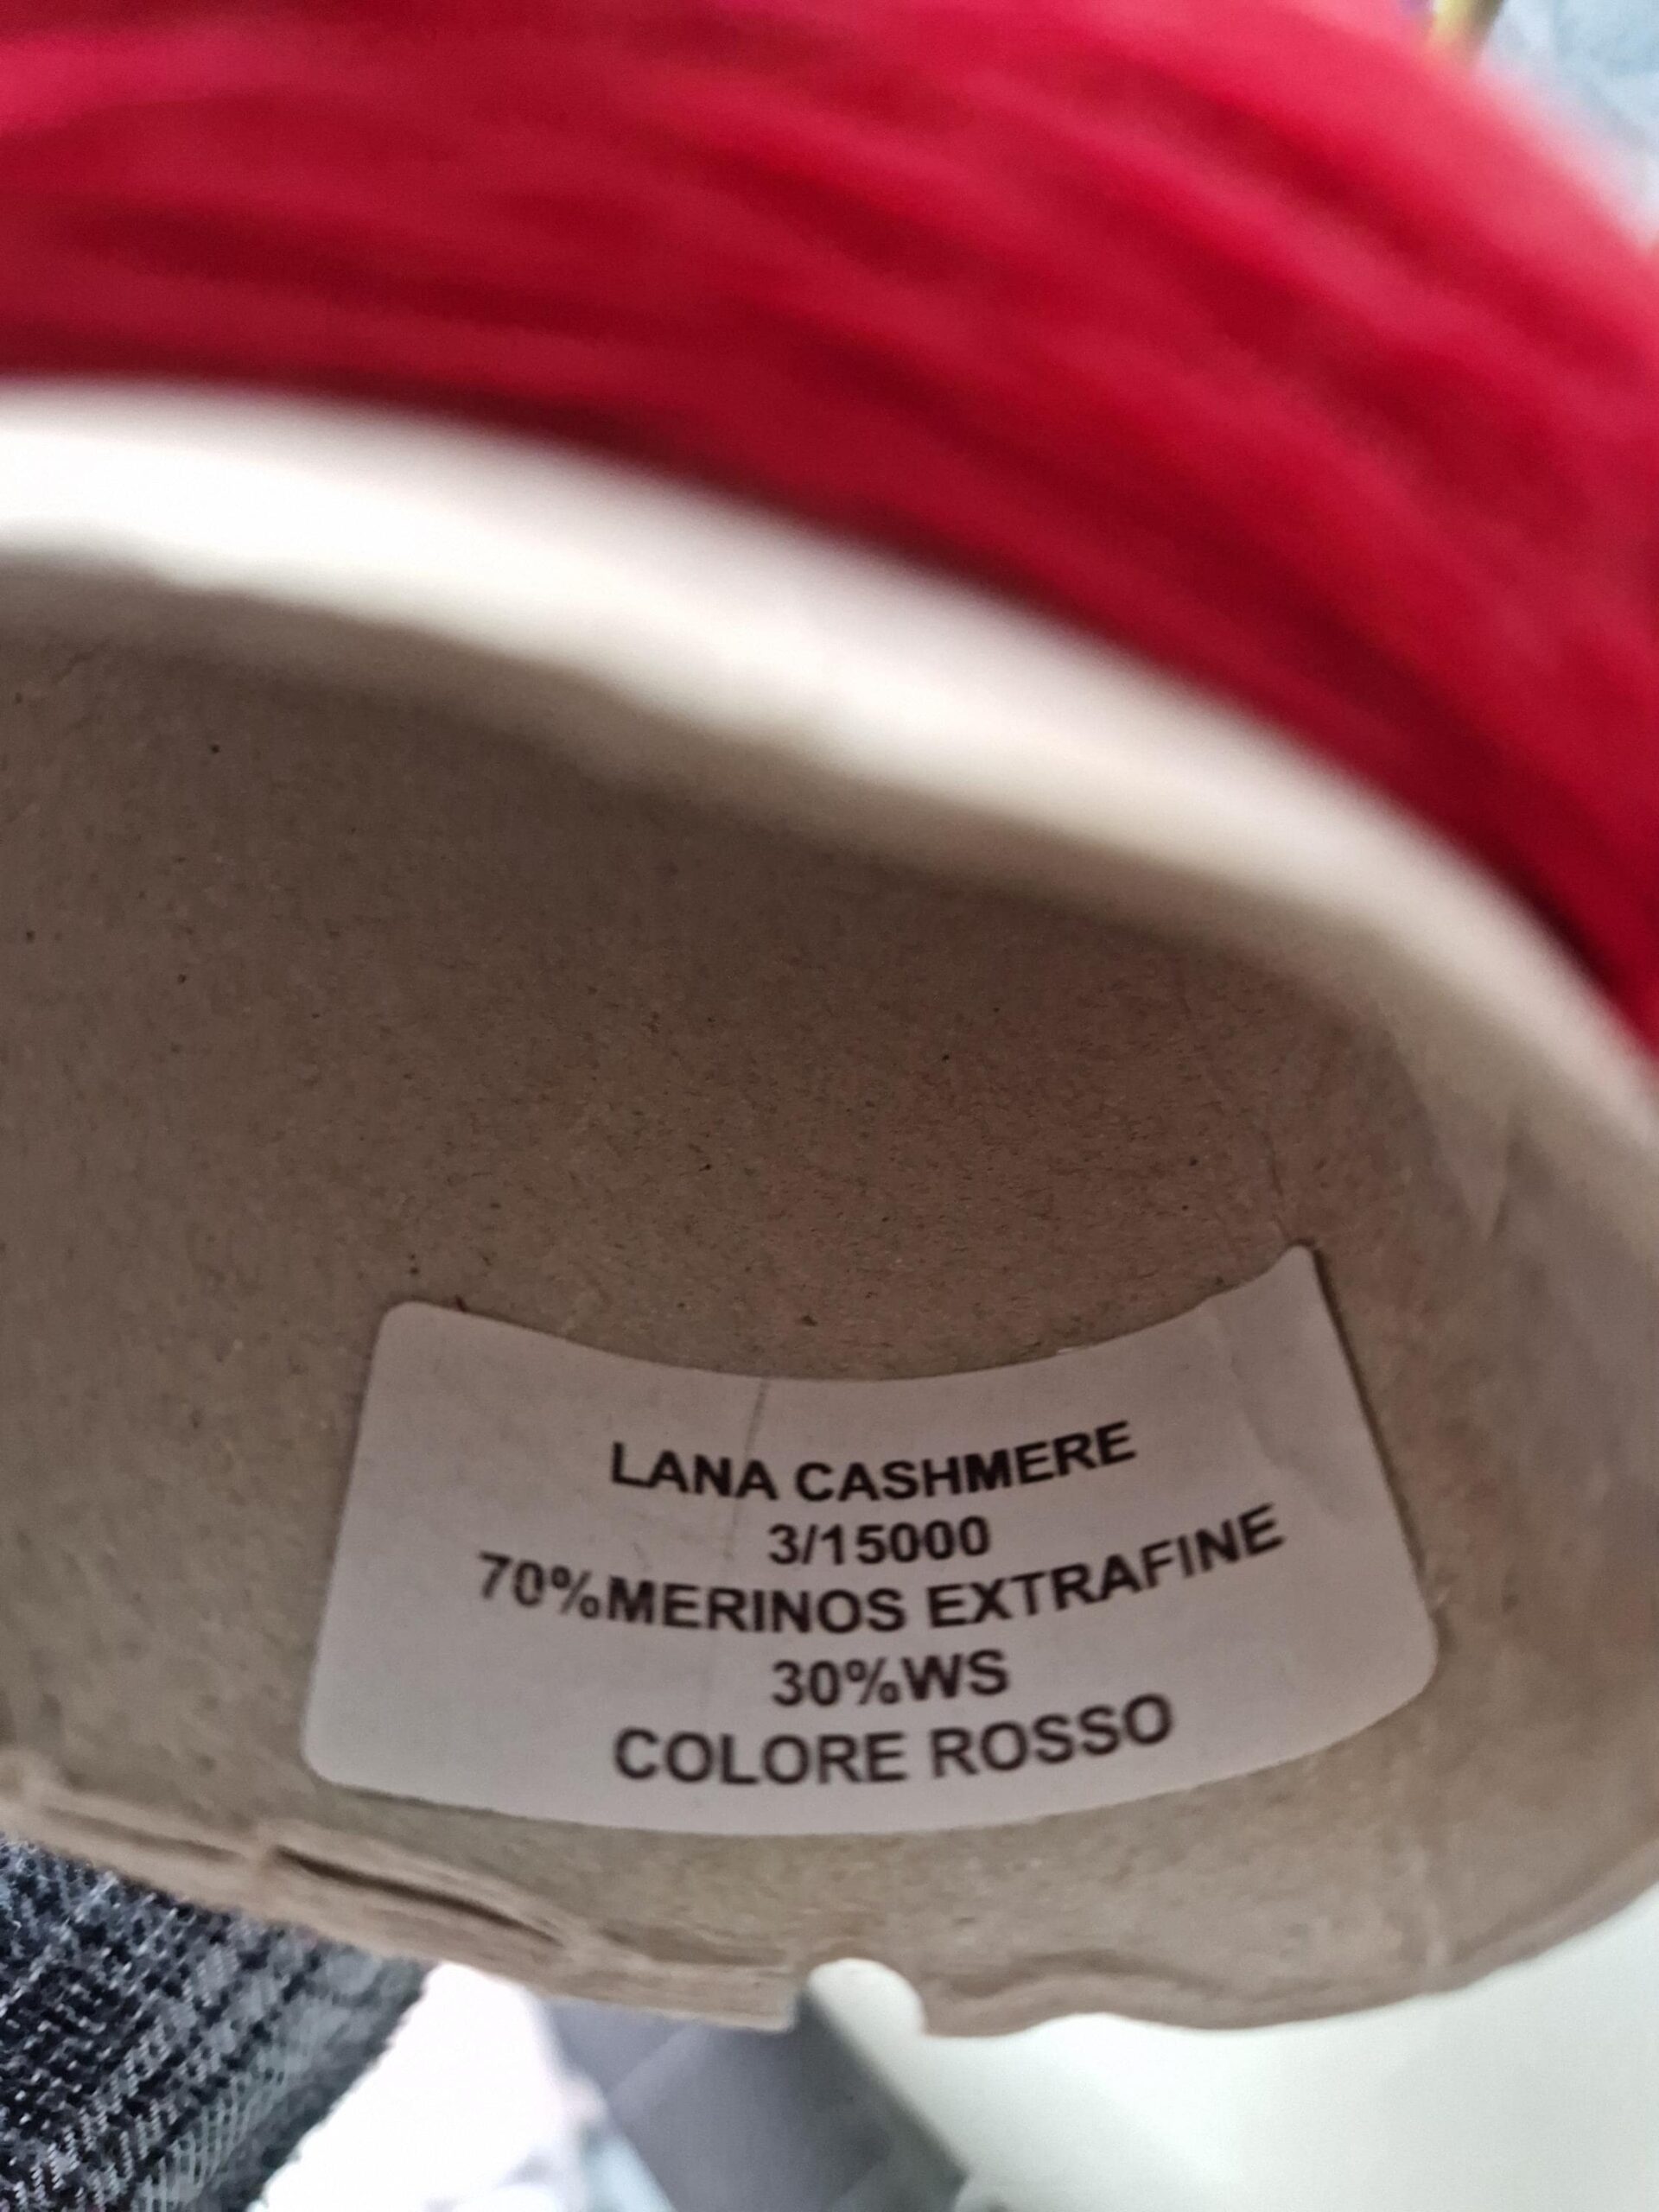 LANA CASHMERE
3/15000
70%MERINOS EXTRAFINE
30%WS
COLORE ROSSO